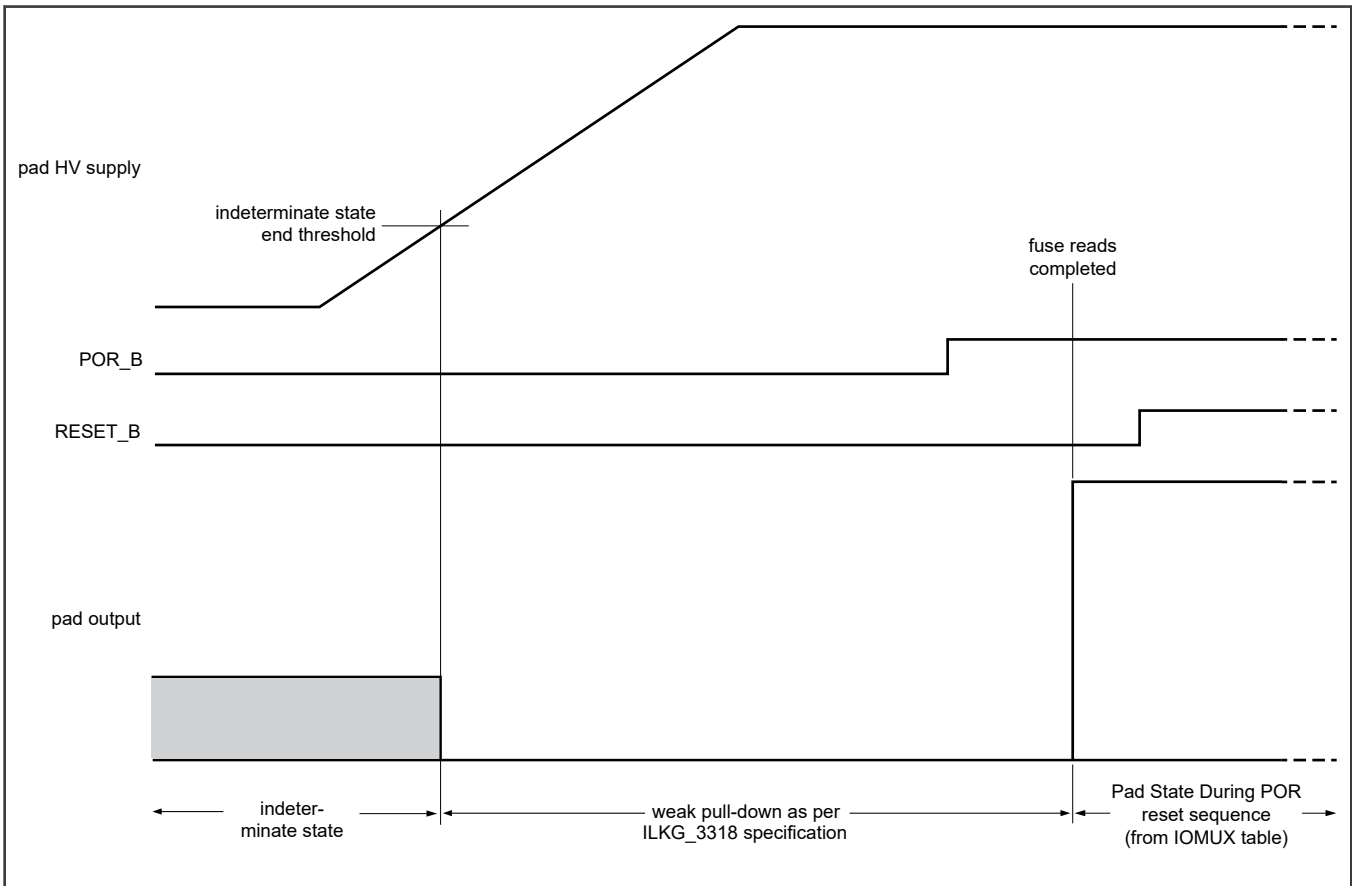 pad HV supply
indeterminate state
end threshold
fuse reads
completed
POR_B
RESET_B
pad output
indeter-
minate state
weak pull-down as per
ILKG_3318 specification
Pad State During POR
reset sequence
(from IOMUX table)